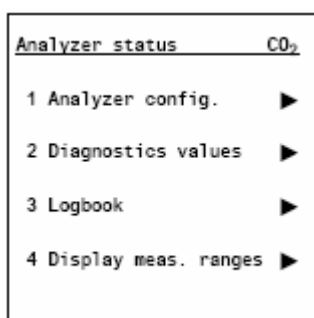 Analyzer status CO₂
1 Analyzer config. ▶
2 Diagnostics values ▶
3 Logbook ▶
4 Display meas. ranges ▶